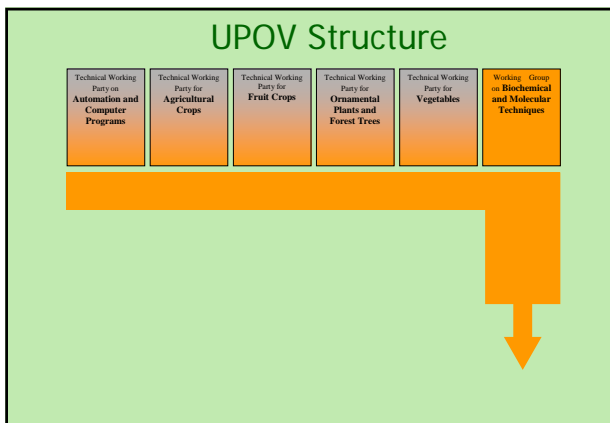 UPOV Structure
Technical Working
Party on
Automation and
Computer
Programs
Technical Working
Party for
Agricultural
Crops
Technical Working
Party for
Fruit Crops
Technical Working
Party for
Ornamental
Plants and
Forest Trees
Technical Working
Party for
Vegetables
Working Group
on Biochemical
and Molecular
Techniques